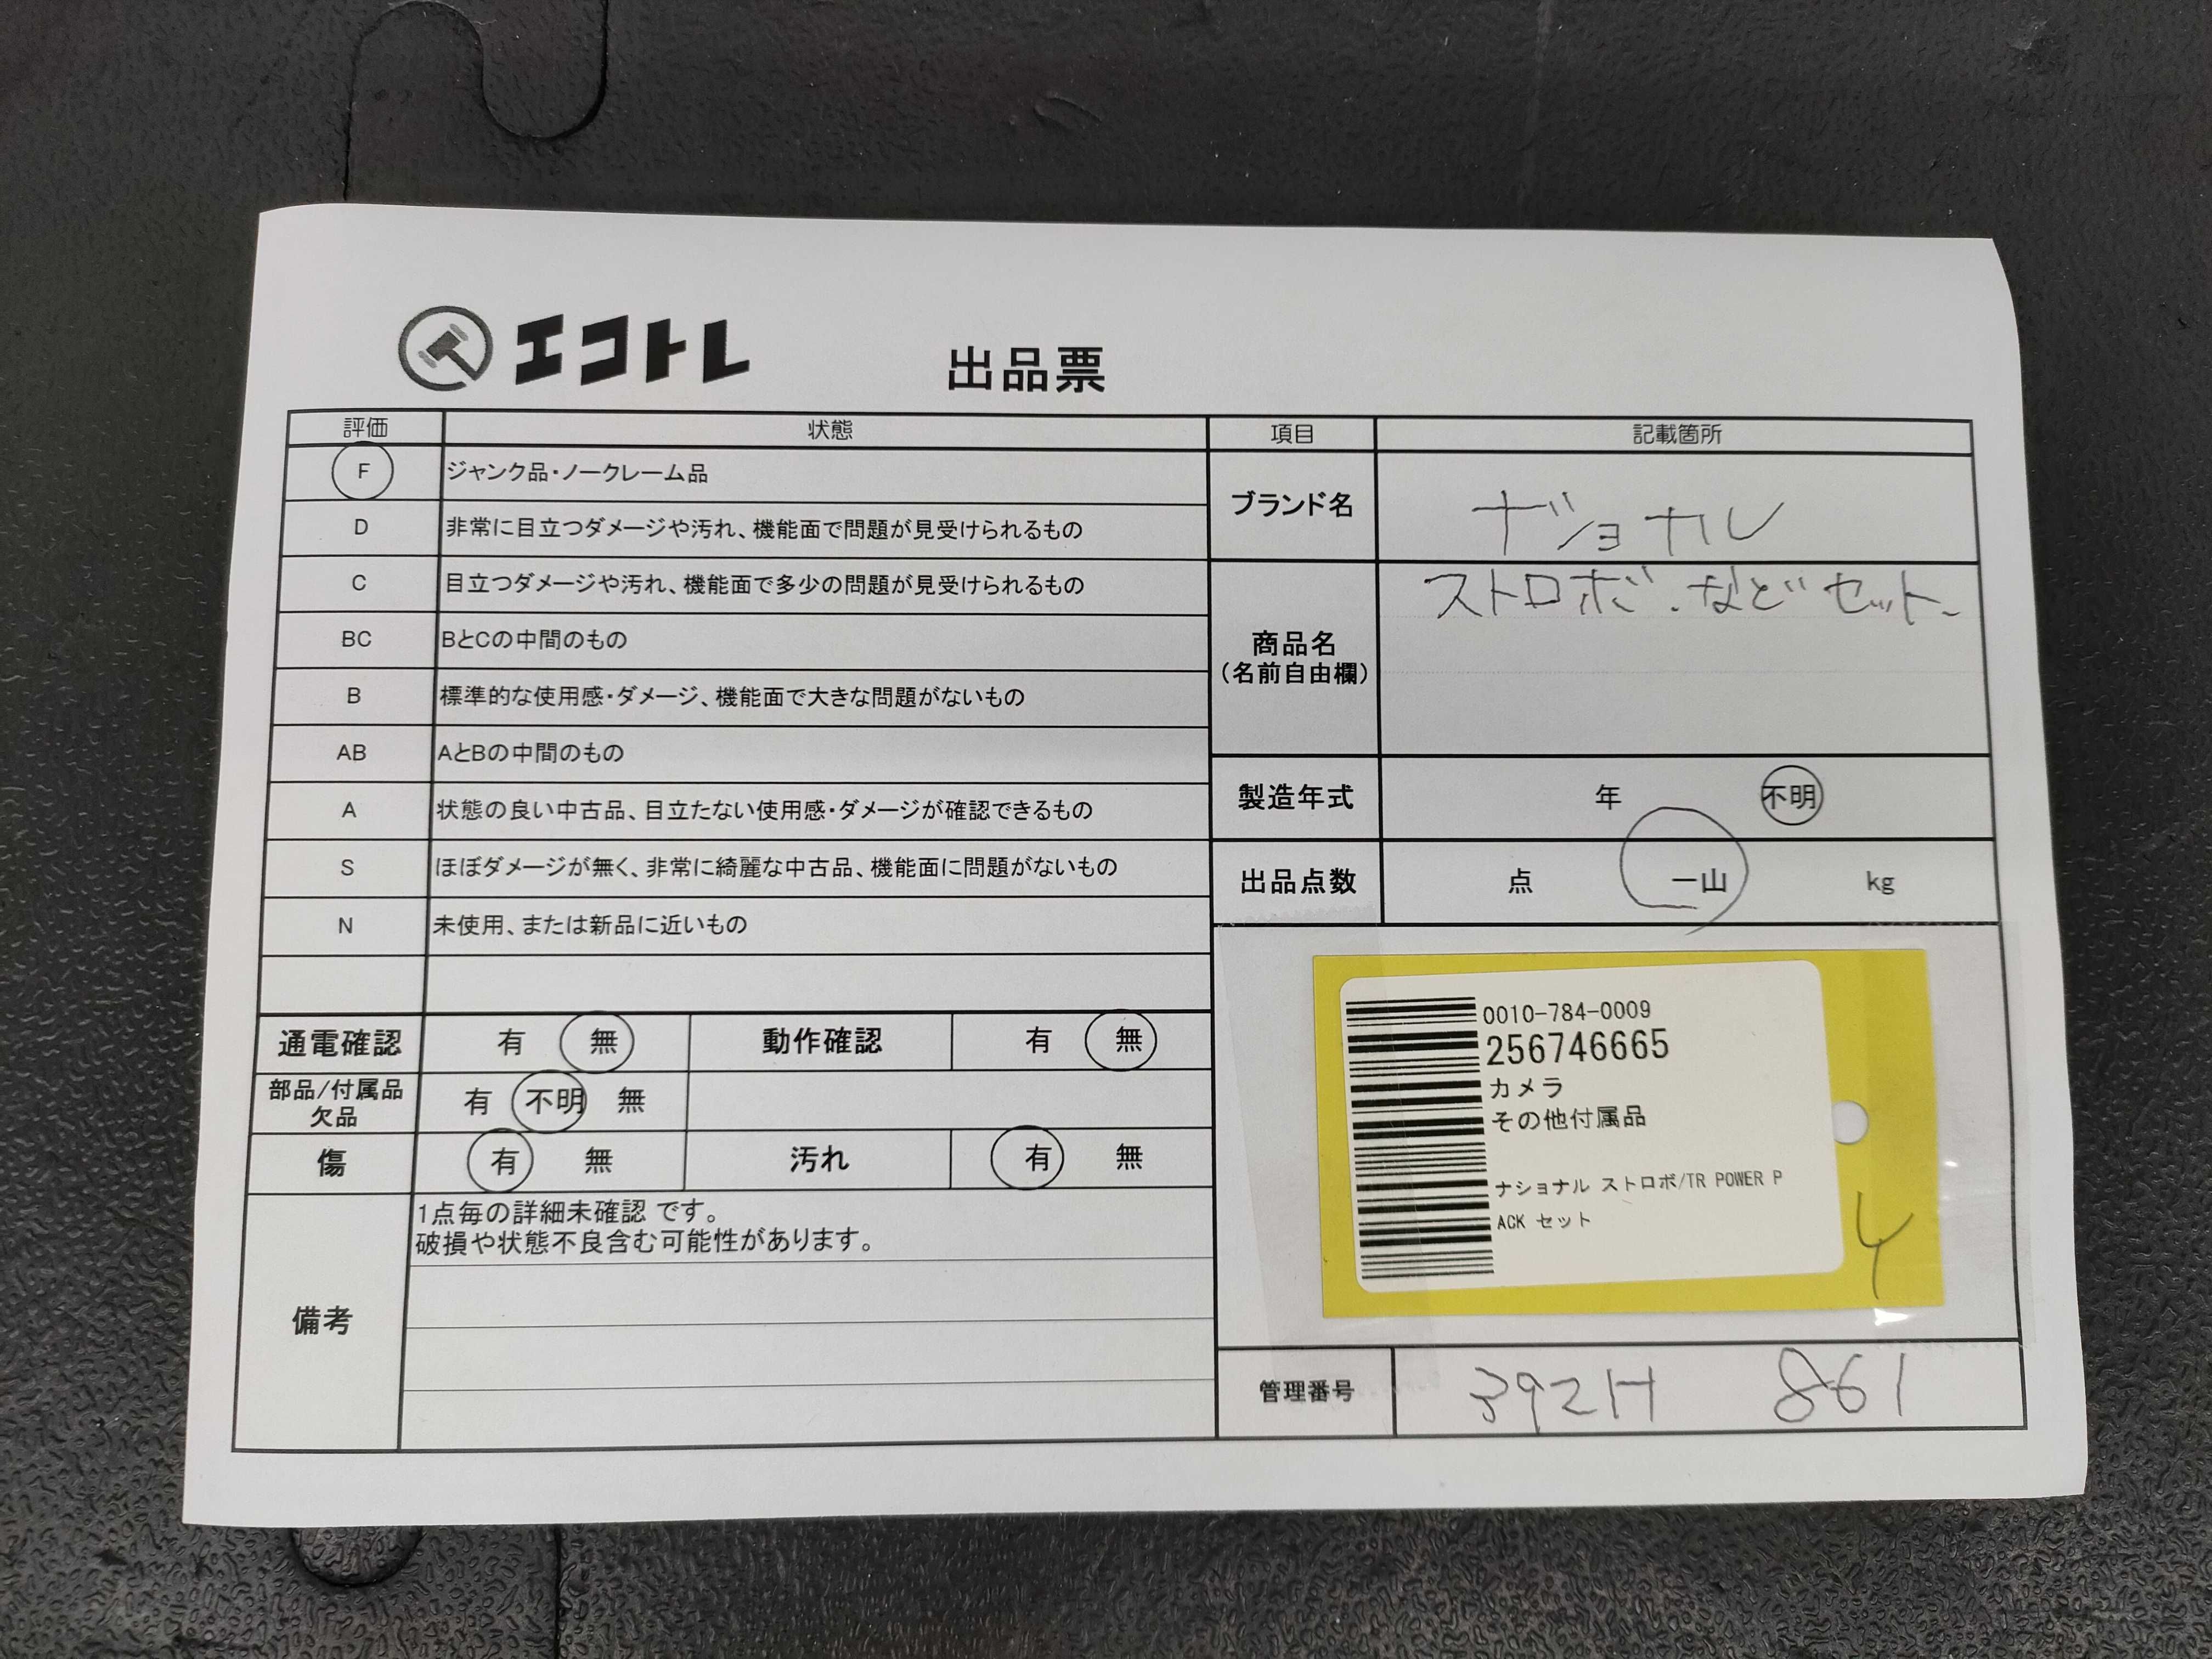 エコトレ
出品票
評価 状態
F ジャンク品・ノークレーム品
D 非常に目立つダメージや汚れ、機能面で問題が見受けられるもの
C 目立つダメージや汚れ、機能面で多少の問題が見受けられるもの
BC BとCの中間のもの
B 標準的な使用感・ダメージ、機能面で大きな問題がないもの
AB AとBの中間のもの
A 状態の良い中古品、目立たない使用感・ダメージが確認できるもの
S ほぼダメージが無く、非常に綺麗な中古品、機能面に問題がないもの
N 未使用、または新品に近いもの
通電確認 有 無 動作確認 有 無
部品/付属品
欠品
有 不明 無
傷 有 無 汚れ 有 無
備考
1点毎の詳細未確認 です。
破損や状態不良含む可能性があります。
項目 記載箇所
ブランド名 ナショナル
商品名
(名前自由欄)
ストロボ.などセット
製造年式 年 不明
出品点数 点 一山 kg
0010-784-0009
256746665
カメラ
その他付属品
ナショナル ストロボ/TR POWER P
ACK セット
管理番号 392H 861